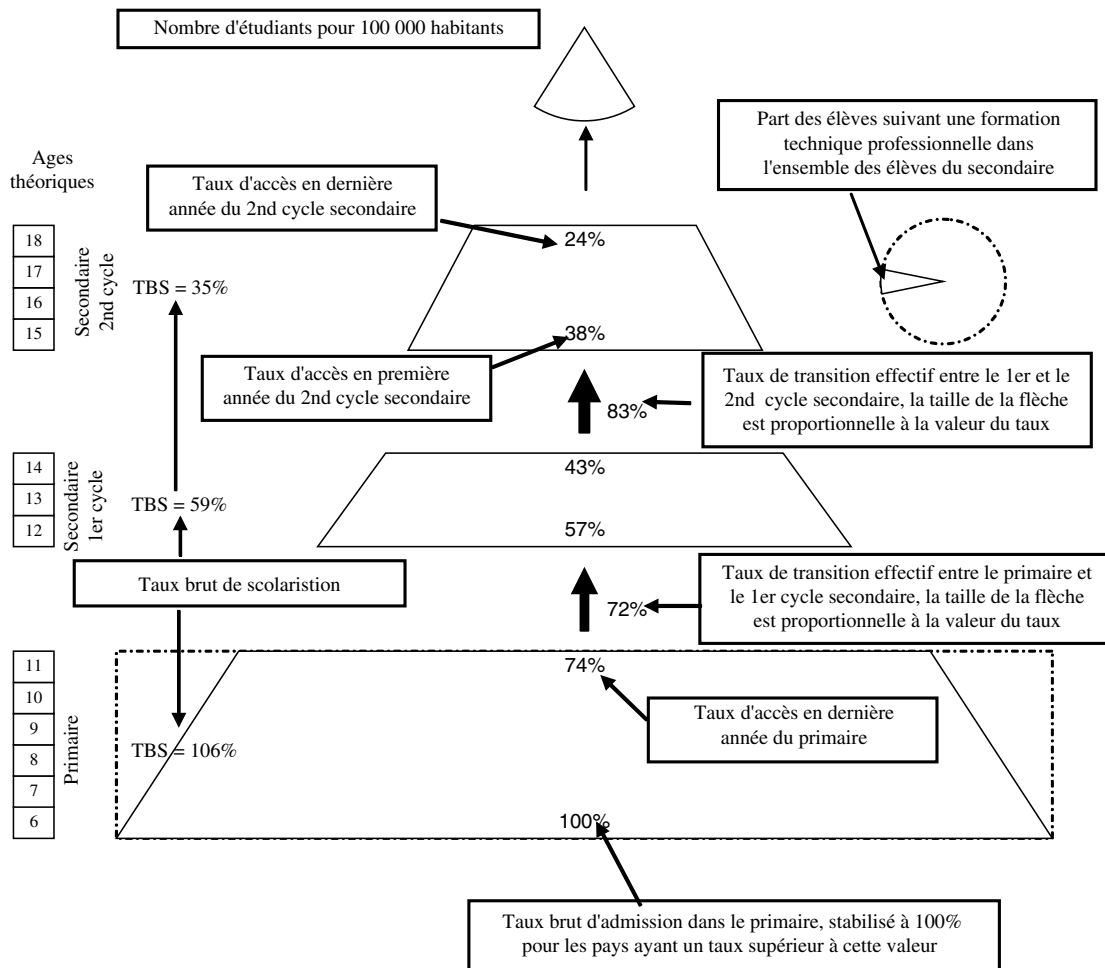 Nombre d'étudiants pour 100 000 habitants
Part des élèves suivant une formation
technique professionnelle dans
l'ensemble des élèves du secondaire
Ages
théoriques
Taux d'accès en dernière
année du 2nd cycle secondaire
18
17
16
15
Secondaire
2nd cycle
TBS = 35%
24%
38%
Taux d'accès en première
année du 2nd cycle secondaire
83%
Taux de transition effectif entre le 1er et le
2nd cycle secondaire, la taille de la flèche
est proportionnelle à la valeur du taux
14
13
12
Secondaire
1er cycle
TBS = 59%
43%
57%
Taux brut de scolaristion
72%
Taux de transition effectif entre le primaire et
le 1er cycle secondaire, la taille de la flèche
est proportionnelle à la valeur du taux
11
10
9
8
7
6
Primaire
TBS = 106%
74%
Taux d'accès en dernière
année du primaire
100%
Taux brut d'admission dans le primaire, stabilisé à 100%
pour les pays ayant un taux supérieur à cette valeur